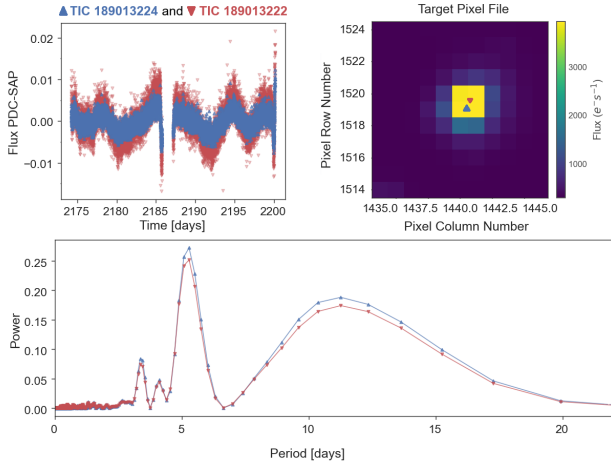 ▲ TIC 189013224 and ▼ TIC 189013222
Flux PDC-SAP
0.02
0.01
0.00
−0.01
2175 2180 2185 2190 2195 2200
Time [days]
Target Pixel File
Pixel Row Number
1524
1522
1520
1518
1516
1514
1435.0 1437.5 1440.0 1442.5 1445.0
Pixel Column Number
3000
2000
1000
Flux (e⁻s⁻¹)
Power
0.25
0.20
0.15
0.10
0.05
0.00
0 5 10 15 20
Period [days]